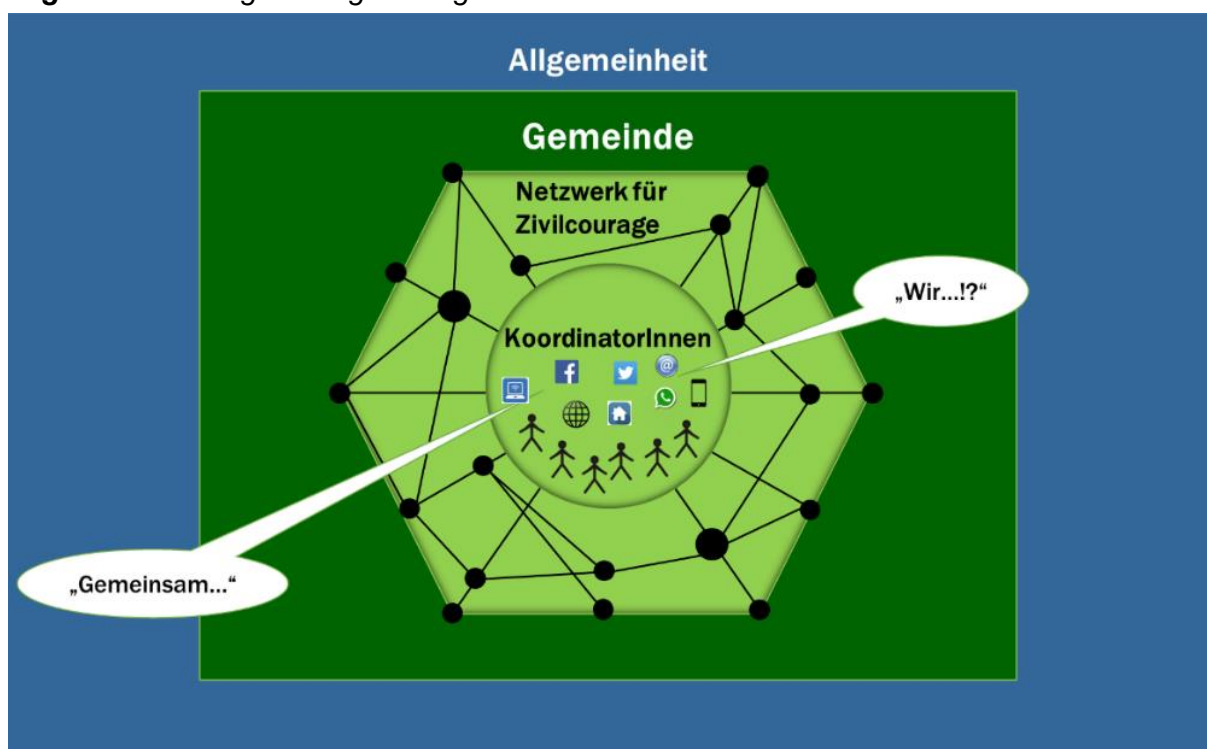 Allgemeinheit
Gemeinde
Netzwerk für
Zivilcourage
„Wir...!?“
KoordinatorInnen
„Gemeinsam...“